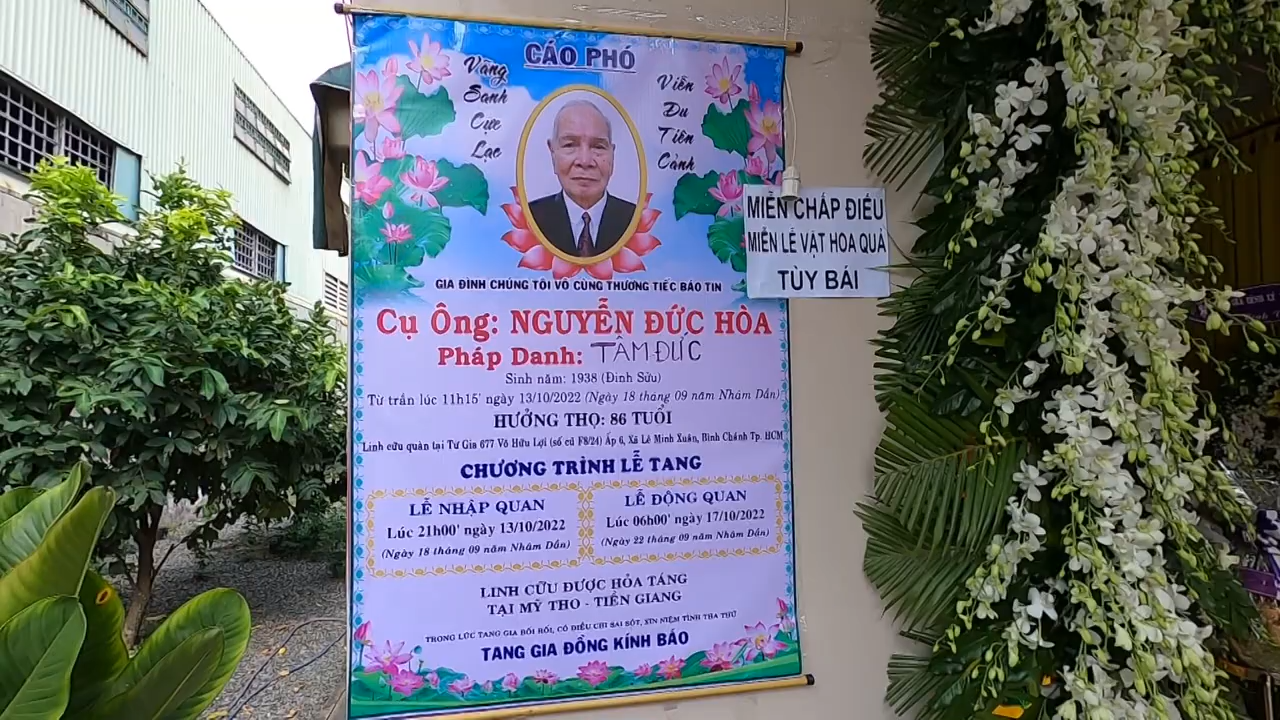 CÁO PHÓ
Vãng
Sanh
Cực
Lạc
Viễn
Du
Tiên
Cảnh
MIỄN CHẤP ĐIẾU
MIỄN LỄ VẬT HOA QUẢ
TÙY BÁI
GIA ĐÌNH CHÚNG TÔI VÔ CÙNG THƯƠNG TIẾC BÁO TIN
Cụ Ông: NGUYỄN ĐỨC HÒA
Pháp Danh: TÂM ĐỨC
Sinh năm: 1938 (Đinh Sửu)
Từ trần lúc 11h15' ngày 13/10/2022 (Ngày 18 tháng 09 năm Nhâm Dần)
HƯỞNG THỌ: 86 TUỔI
Linh cữu quàn tại Tư Gia 677 Võ Hữu Lợi (số cũ F8/24) Ấp 6, Xã Lê Minh Xuân, Bình Chánh Tp. HCM
CHƯƠNG TRÌNH LỄ TANG
LỄ NHẬP QUAN
Lúc 21h00' ngày 13/10/2022
(Ngày 18 tháng 09 năm Nhâm Dần)
LỄ ĐỘNG QUAN
Lúc 06h00' ngày 17/10/2022
(Ngày 22 tháng 09 năm Nhâm Dần)
LINH CỮU ĐƯỢC HỎA TÁNG
TẠI MỸ THO - TIỀN GIANG
TRONG LÚC TANG GIA BỐI RỐI, CÓ ĐIỀU CHI SAI SÓT, XIN NIỆM TÌNH THA THỨ
TANG GIA ĐỒNG KÍNH BÁO